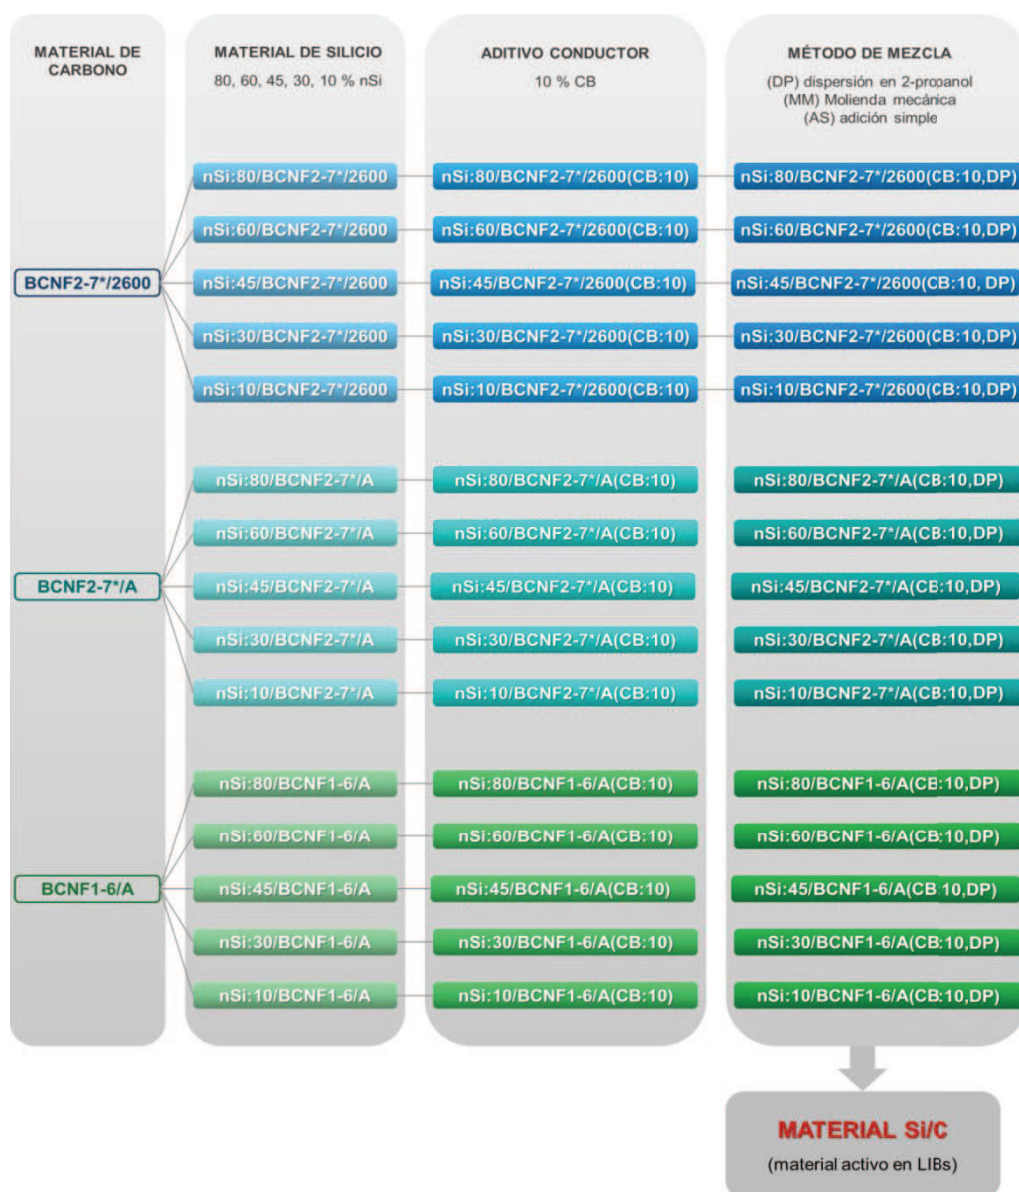 MATERIAL DE
CARBONO
MATERIAL DE SILICIO
80, 60, 45, 30, 10 % nSi
ADITIVO CONDUCTOR
10 % CB
MÉTODO DE MEZCLA
(DP) dispersión en 2-propanol
(MM) Molienda mecánica
(AS) adición simple
nSi:80/BCNF2-7*/2600 nSi:80/BCNF2-7*/2600(CB:10) nSi:80/BCNF2-7*/2600(CB:10,DP)
nSi:60/BCNF2-7*/2600 nSi:60/BCNF2-7*/2600(CB:10) nSi:60/BCNF2-7*/2600(CB:10,DP)
BCNF2-7*/2600 nSi:45/BCNF2-7*/2600 nSi:45/BCNF2-7*/2600(CB:10) nSi:45/BCNF2-7*/2600(CB:10, DP)
nSi:30/BCNF2-7*/2600 nSi:30/BCNF2-7*/2600(CB:10) nSi:30/BCNF2-7*/2600(CB:10,DP)
nSi:10/BCNF2-7*/2600 nSi:10/BCNF2-7*/2600(CB:10) nSi:10/BCNF2-7*/2600(CB:10,DP)
nSi:80/BCNF2-7*/A nSi:80/BCNF2-7*/A(CB:10) nSi:80/BCNF2-7*/A(CB:10,DP)
nSi:60/BCNF2-7*/A nSi:60/BCNF2-7*/A(CB:10) nSi:60/BCNF2-7*/A(CB:10,DP)
BCNF2-7*/A nSi:45/BCNF2-7*/A nSi:45/BCNF2-7*/A(CB:10) nSi:45/BCNF2-7*/A(CB:10,DP)
nSi:30/BCNF2-7*/A nSi:30/BCNF2-7*/A(CB:10) nSi:30/BCNF2-7*/A(CB:10,DP)
nSi:10/BCNF2-7*/A nSi:10/BCNF2-7*/A(CB:10) nSi:10/BCNF2-7*/A(CB:10,DP)
nSi:80/BCNF1-6/A nSi:80/BCNF1-6/A(CB:10) nSi:80/BCNF1-6/A(CB:10,DP)
nSi:60/BCNF1-6/A nSi:60/BCNF1-6/A(CB:10) nSi:60/BCNF1-6/A(CB:10,DP)
BCNF1-6/A nSi:45/BCNF1-6/A nSi:45/BCNF1-6/A(CB:10) nSi:45/BCNF1-6/A(CB:10,DP)
nSi:30/BCNF1-6/A nSi:30/BCNF1-6/A(CB:10) nSi:30/BCNF1-6/A(CB:10,DP)
nSi:10/BCNF1-6/A nSi:10/BCNF1-6/A(CB:10) nSi:10/BCNF1-6/A(CB:10,DP)
MATERIAL Si/C
(material activo en LIBs)